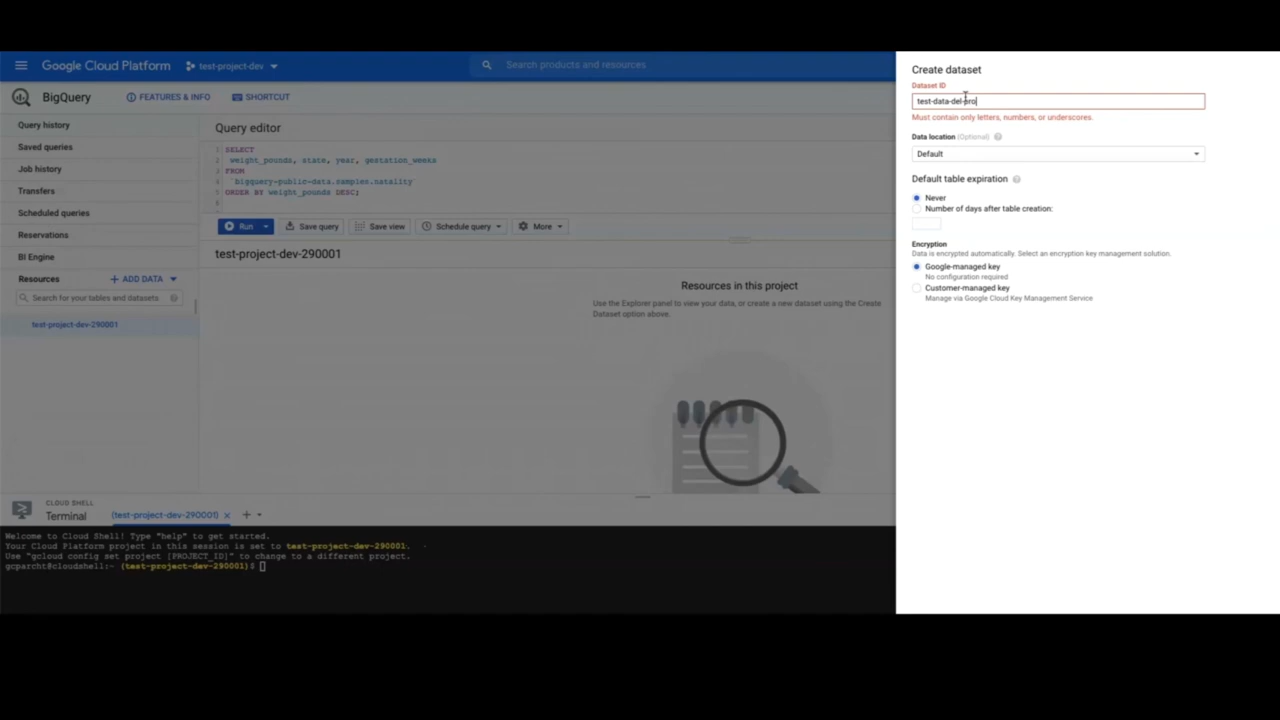 Google Cloud Platform
test-project-dev
Search products and resources
BigQuery
FEATURES & INFO
SHORTCUT
Query history
Saved queries
Job history
Transfers
Scheduled queries
Reservations
BI Engine
Resources
+ ADD DATA
Search for your tables and datasets
test-project-dev-290001
Query editor
1 SELECT
2 weight_pounds, state, year, gestation_weeks
3 FROM
4 `bigquery-public-data.samples.natality`
5 ORDER BY weight_pounds DESC;
6
Run
Save query
Save view
Schedule query
More
test-project-dev-290001
Resources in this project
Use the Explorer panel to view your data, or create a new dataset using the Create
Dataset option above.
CLOUD SHELL
Terminal
(test-project-dev-290001) ×
Welcome to Cloud Shell! Type "help" to get started.
Your Cloud Platform project in this session is set to test-project-dev-290001.
Use "gcloud config set project [PROJECT_ID]" to change to a different project.
gcparcht@cloudshell:~ (test-project-dev-290001)$
Create dataset
Dataset ID
test-data-del-pro
Must contain only letters, numbers, or underscores.
Data location (Optional)
Default
Default table expiration
Never
Number of days after table creation:
Encryption
Data is encrypted automatically. Select an encryption key management solution.
Google-managed key
No configuration required
Customer-managed key
Manage via Google Cloud Key Management Service